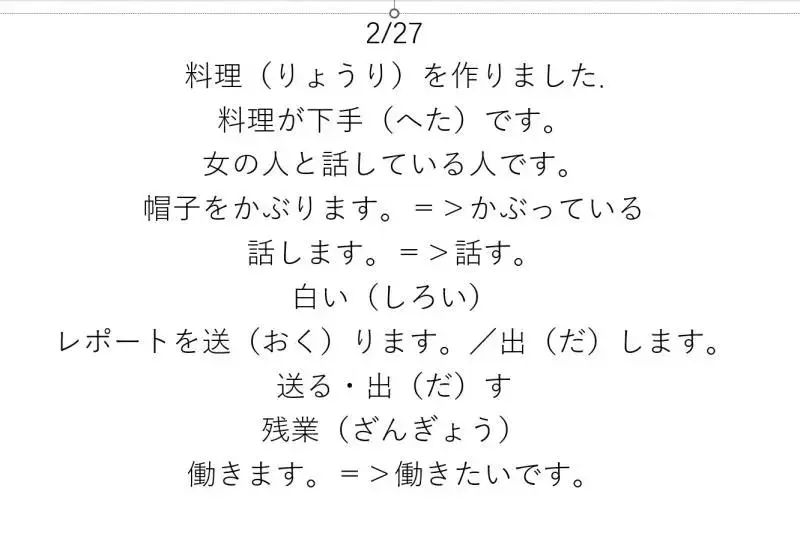 2/27
料理（りょうり）を作りました.
料理が下手（へた）です。
女の人と話している人です。
帽子をかぶります。＝＞かぶっている
話します。＝＞話す。
白い（しろい）
レポートを送（おく）ります。／出（だ）します。
送る・出（だ）す
残業（ざんぎょう）
働きます。＝＞働きたいです。